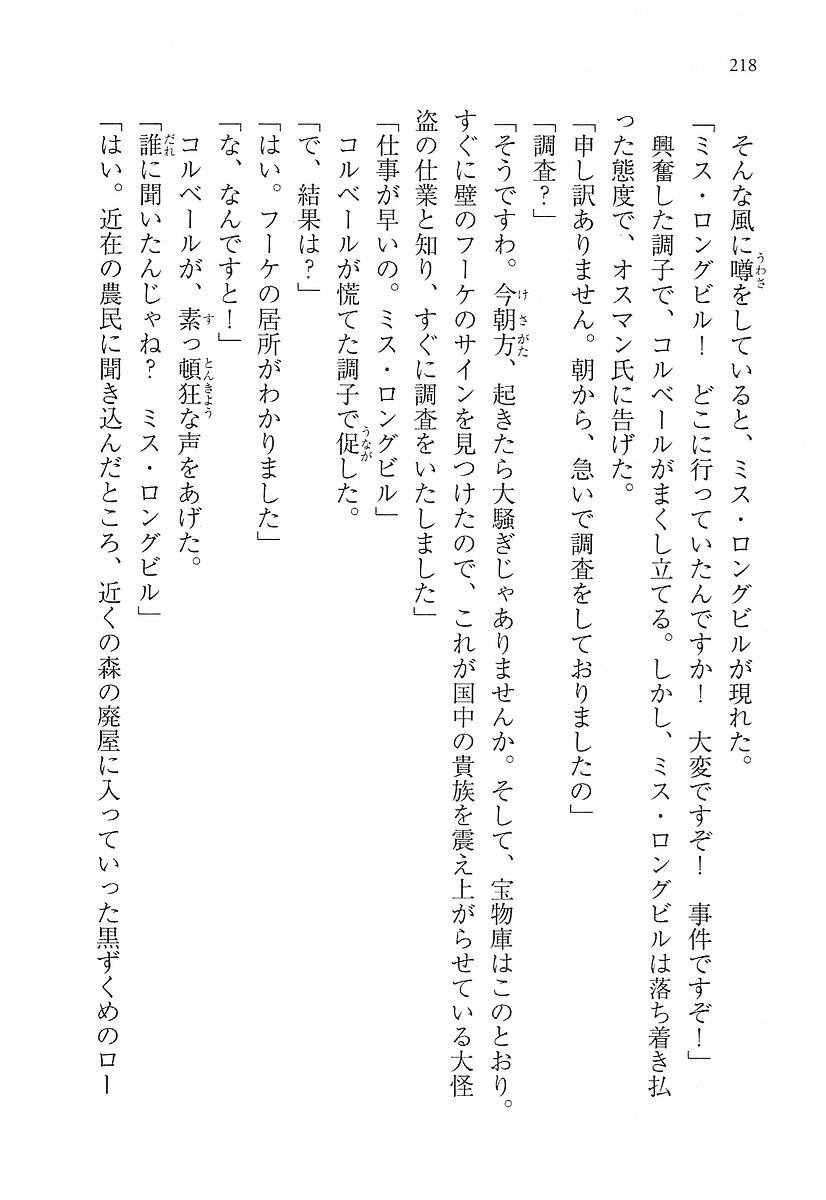 218
そんな風に噂をしていると、ミス・ロングビルが現れた。
「ミス・ロングビル！　どこに行っていたんですか！　大変ですぞ！　事件ですぞ！」
興奮した調子で、コルベールがまくし立てる。しかし、ミス・ロングビルは落ち着き払
った態度で、オスマン氏に告げた。
「申し訳ありません。朝から、急いで調査をしておりましたの」
「調査？」
「そうですわ。今朝方、起きたら大騒ぎじゃありませんか。そして、宝物庫はこのとおり。
すぐに壁のフーケのサインを見つけたので、これが国中の貴族を震え上がらせている大怪
盗の仕業と知り、すぐに調査をいたしました」
「仕事が早いの。ミス・ロングビル」
コルベールが慌てた調子で促した。
「で、結果は？」
「はい。フーケの居所がわかりました」
「な、なんですと！」
コルベールが、素っ頓狂な声をあげた。
「誰に聞いたんじゃね？　ミス・ロングビル」
「はい。近在の農民に聞き込んだところ、近くの森の廃屋に入っていった黒ずくめのロー